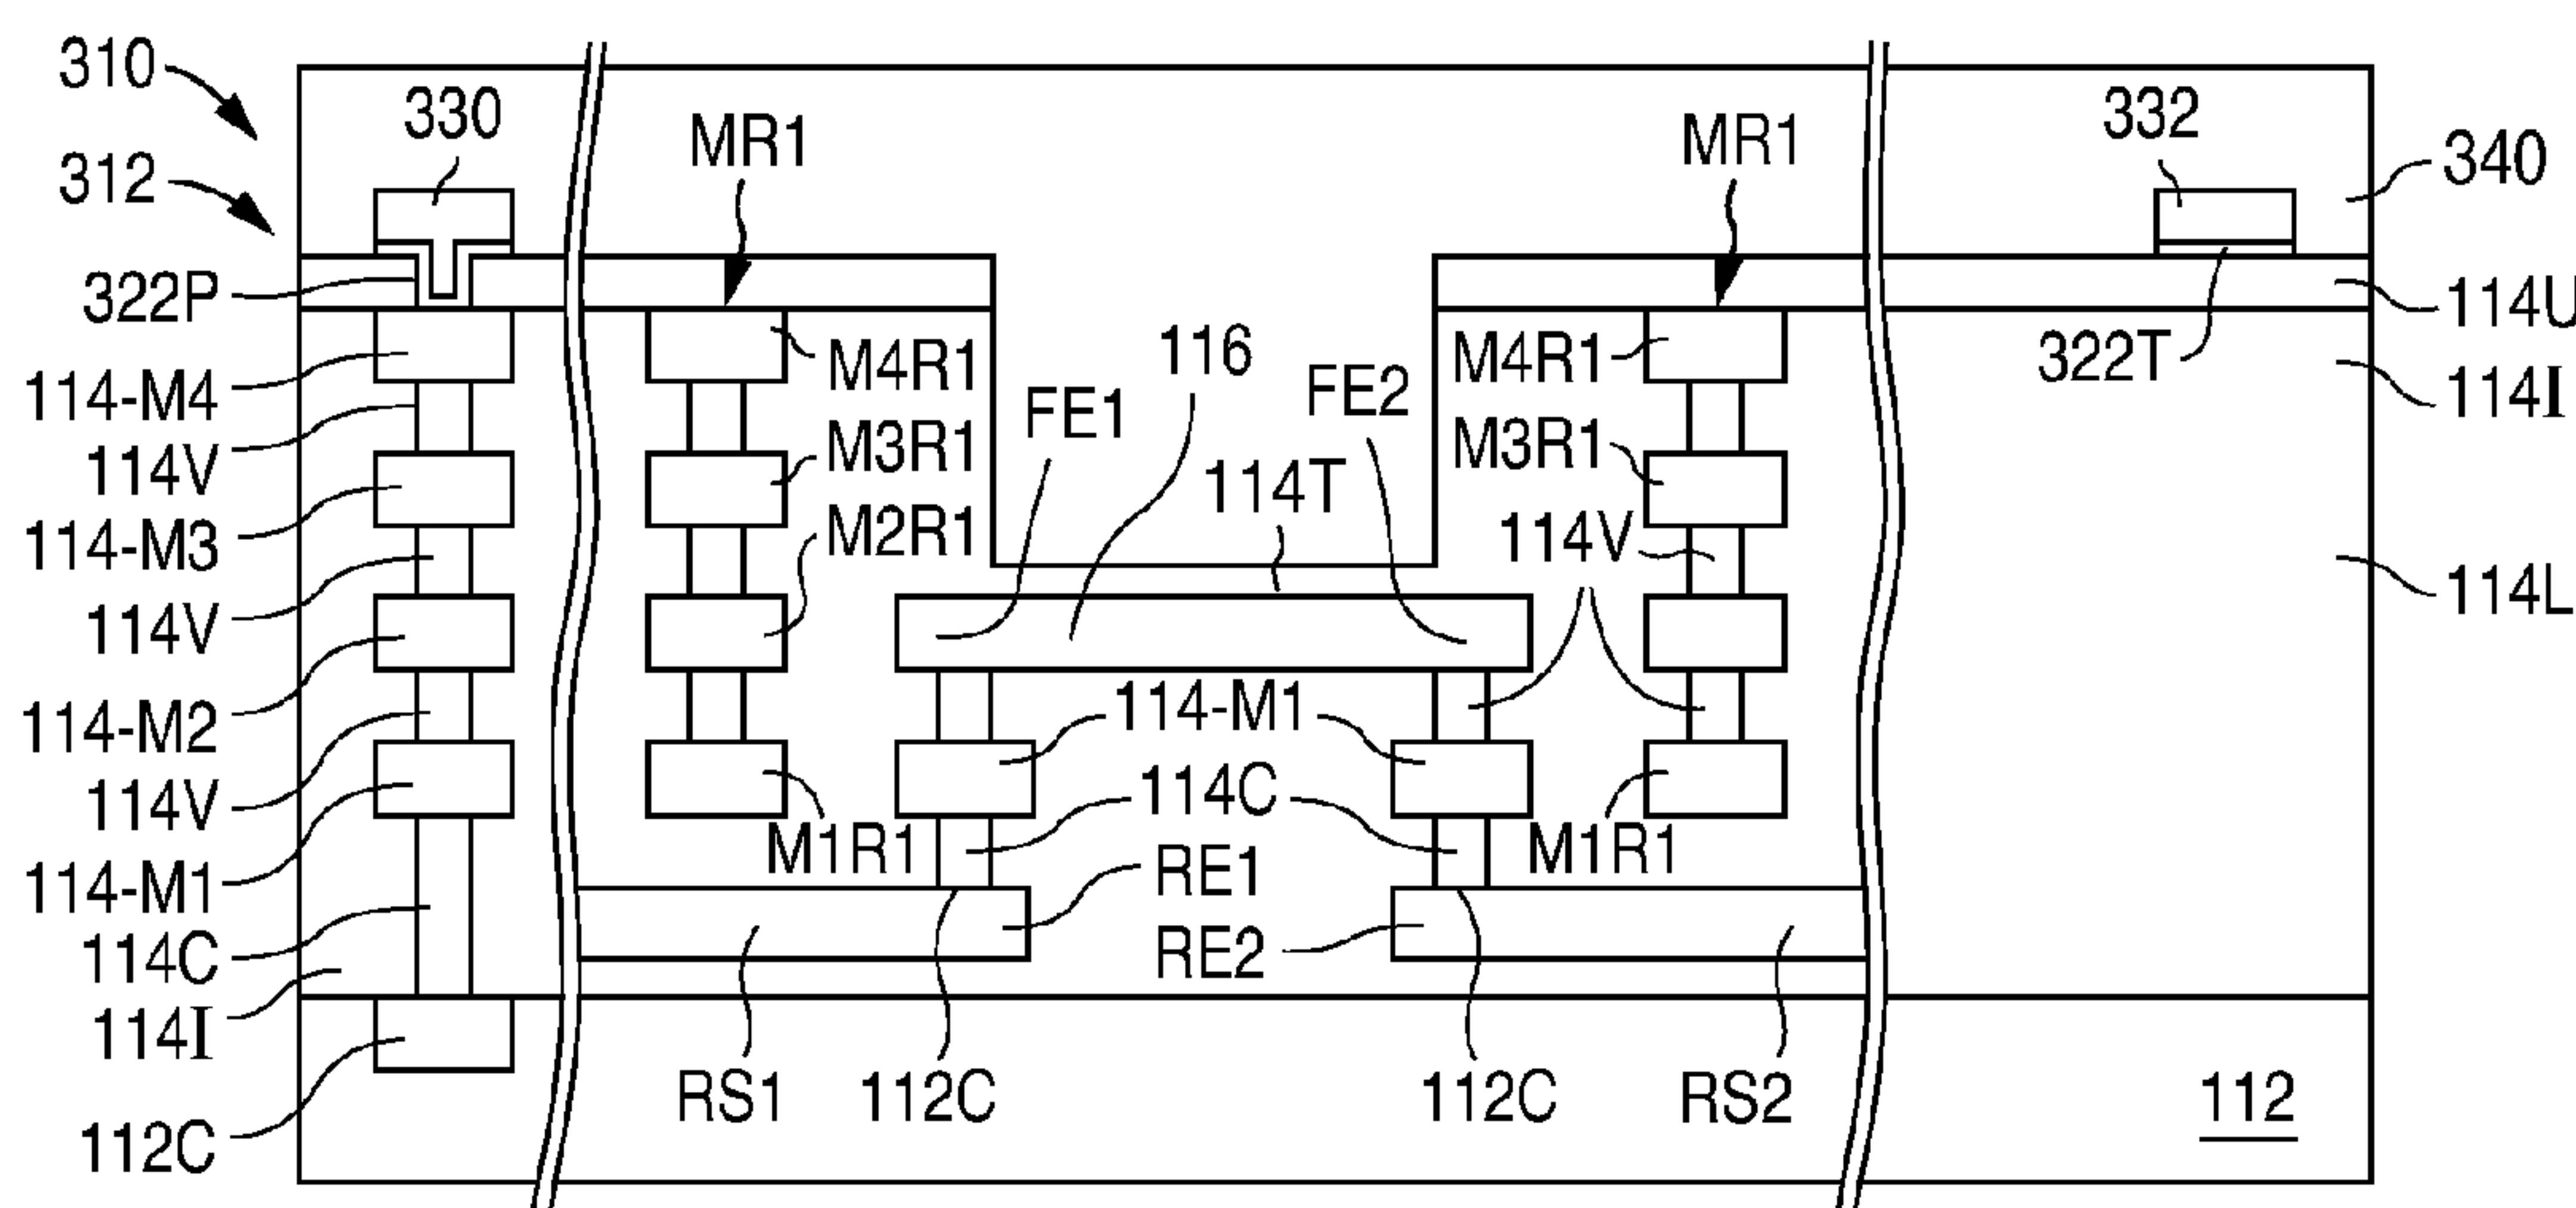 310
330
MR1
MR1
332
340
312
322P
114U
116
FE1
FE2
M4R1
M4R1
322T
114I
114-M4
114V
M3R1
M3R1
114T
114-M3
M2R1
114V
114L
114V
114-M2
114-M1
114V
114C
M1R1
M1R1
114-M1
RE1
114C
RE2
114I
RS1
112C
112C
RS2
112
112C